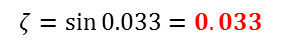 ζ = sin 0.033 = 0.033